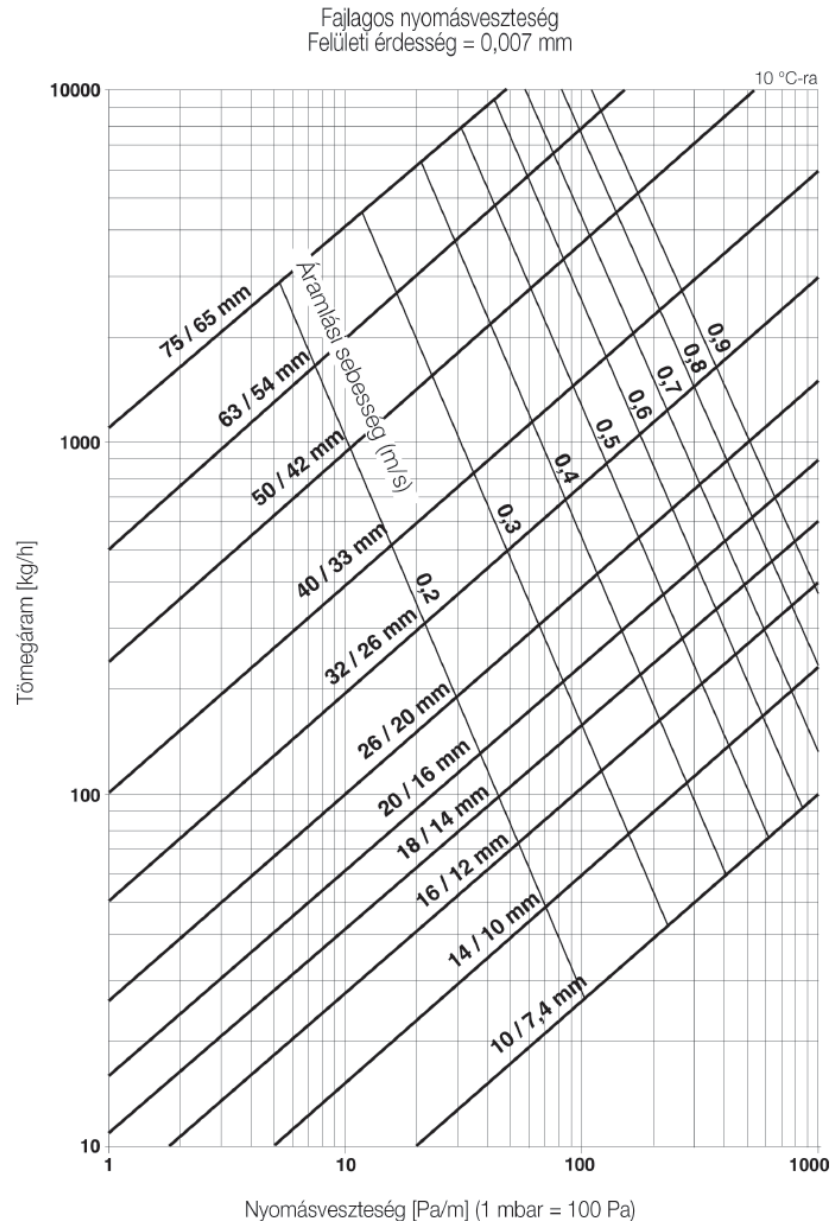 Fajlagos nyomásveszteség
Felületi érdesség = 0,007 mm
10 °C-ra
10000
1000
100
10
Tömegáram [kg/h]
75 / 65 mm
63 / 54 mm
50 / 42 mm
40 / 33 mm
32 / 26 mm
26 / 20 mm
20 / 16 mm
18 / 14 mm
16 / 12 mm
14 / 10 mm
10 / 7,4 mm
Áramlási sebesség (m/s)
0,2
0,3
0,4
0,5
0,6
0,7
0,8
0,9
1
10
100
1000
Nyomásveszteség [Pa/m] (1 mbar = 100 Pa)